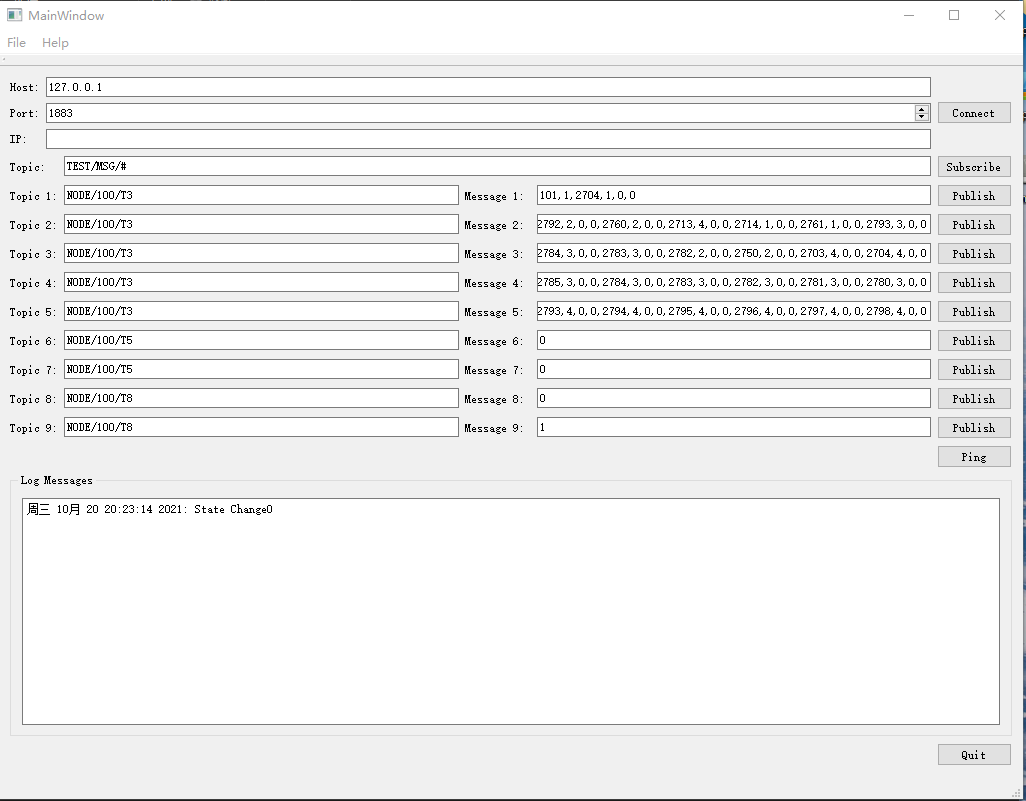 MainWindow
File Help
Host: 127.0.0.1
Port: 1883 Connect
IP:
Topic: TEST/MSG/# Subscribe
Topic 1: NODE/100/T3 Message 1: 101,1,2704,1,0,0 Publish
Topic 2: NODE/100/T3 Message 2: 2792,2,0,0,2760,2,0,0,2713,4,0,0,2714,1,0,0,2761,1,0,0,2793,3,0,0 Publish
Topic 3: NODE/100/T3 Message 3: 2784,3,0,0,2783,3,0,0,2782,2,0,0,2750,2,0,0,2703,4,0,0,2704,4,0,0 Publish
Topic 4: NODE/100/T3 Message 4: 2785,3,0,0,2784,3,0,0,2783,3,0,0,2782,3,0,0,2781,3,0,0,2780,3,0,0 Publish
Topic 5: NODE/100/T3 Message 5: 2793,4,0,0,2794,4,0,0,2795,4,0,0,2796,4,0,0,2797,4,0,0,2798,4,0,0 Publish
Topic 6: NODE/100/T5 Message 6: 0 Publish
Topic 7: NODE/100/T5 Message 7: 0 Publish
Topic 8: NODE/100/T8 Message 8: 0 Publish
Topic 9: NODE/100/T8 Message 9: 1 Publish
Ping
Log Messages
周三 10月 20 20:23:14 2021: State Change0
Quit